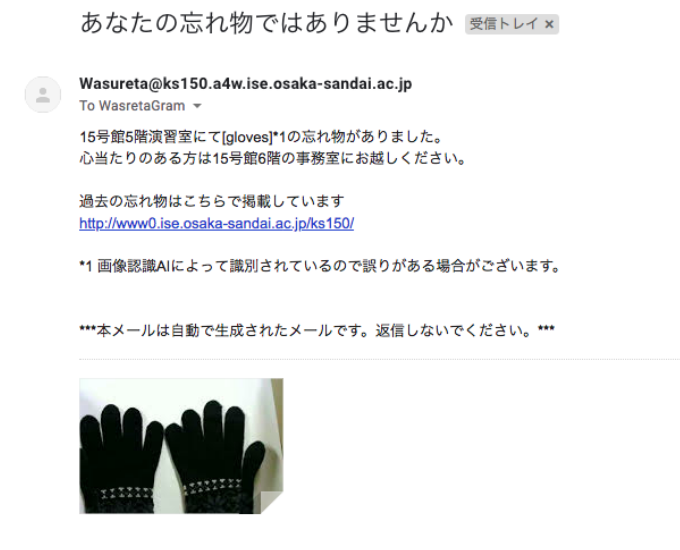 あなたの忘れ物ではありませんか 受信トレイ ×
Wasureta@ks150.a4w.ise.osaka-sandai.ac.jp
To WasretaGram
15号館5階演習室にて[gloves]*1の忘れ物がありました。
心当たりのある方は15号館6階の事務室にお越しください。
過去の忘れ物はこちらで掲載しています
http://www0.ise.osaka-sandai.ac.jp/ks150/
*1 画像認識AIによって識別されているので誤りがある場合がございます。
***本メールは自動で生成されたメールです。返信しないでください。***